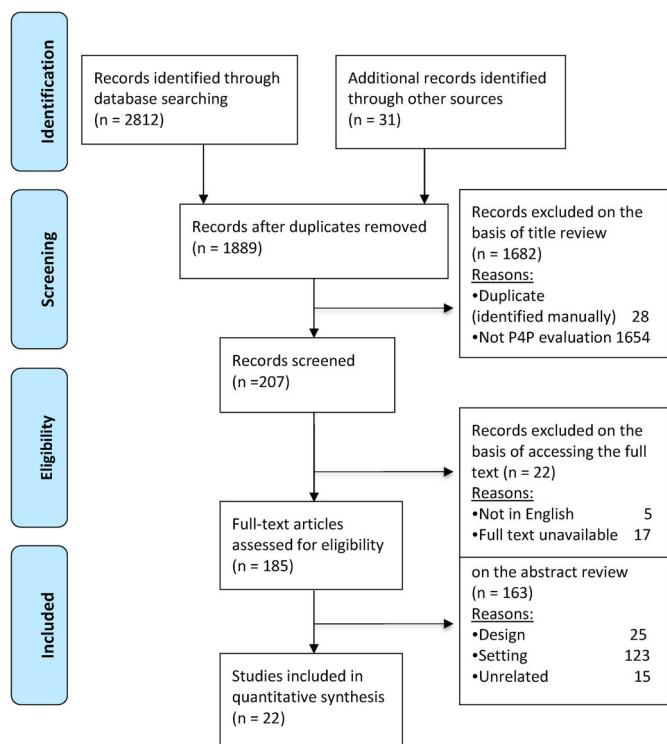 Identification
Records identified through
database searching
(n = 2812)
Additional records identified
through other sources
(n = 31)
Screening
Records after duplicates removed
(n = 1889)
Records excluded on the
basis of title review
(n = 1682)
Reasons:
•Duplicate
(identified manually) 28
•Not P4P evaluation 1654
Records screened
(n =207)
Eligibility
Records excluded on the
basis of accessing the full
text (n = 22)
Reasons:
•Not in English 5
•Full text unavailable 17
Full-text articles
assessed for eligibility
(n = 185)
Included
on the abstract review
(n = 163)
Reasons:
•Design 25
•Setting 123
•Unrelated 15
Studies included in
quantitative synthesis
(n = 22)